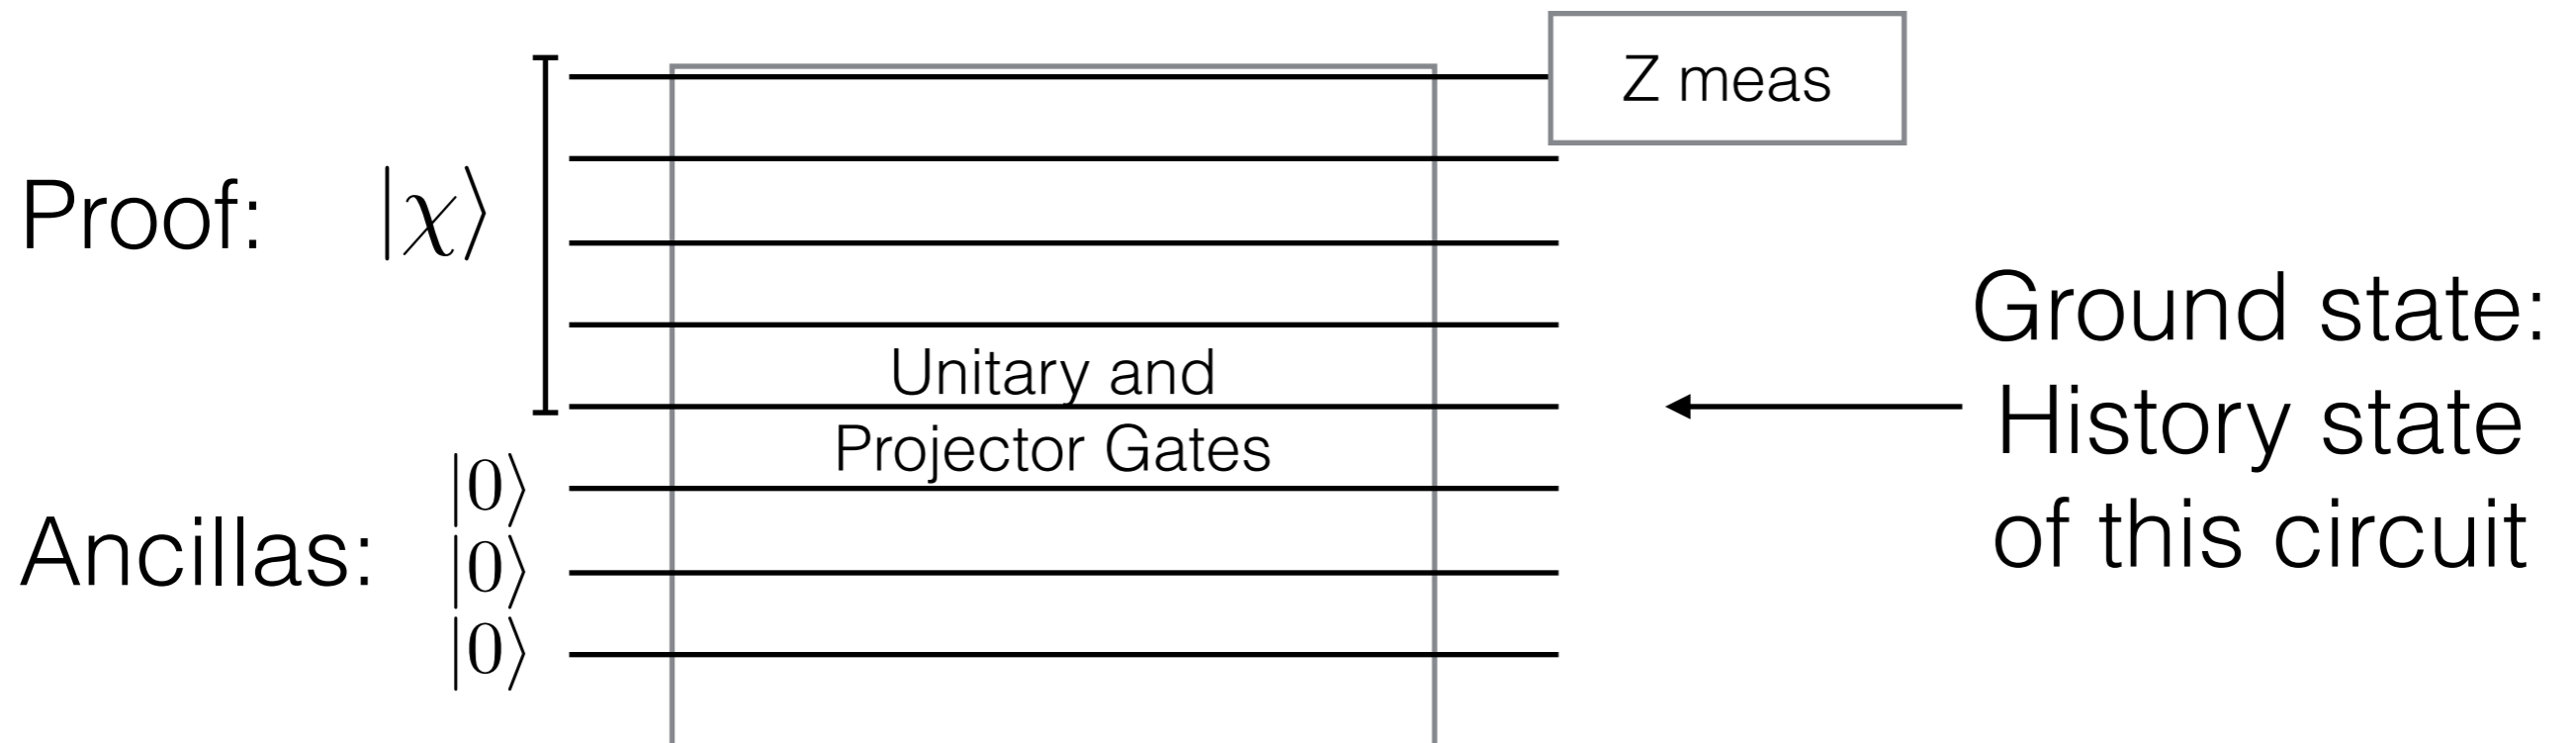 Z meas
Proof: |χ⟩
Unitary and
Projector Gates
Ancillas:
|0⟩
|0⟩
|0⟩
Ground state:
History state
of this circuit